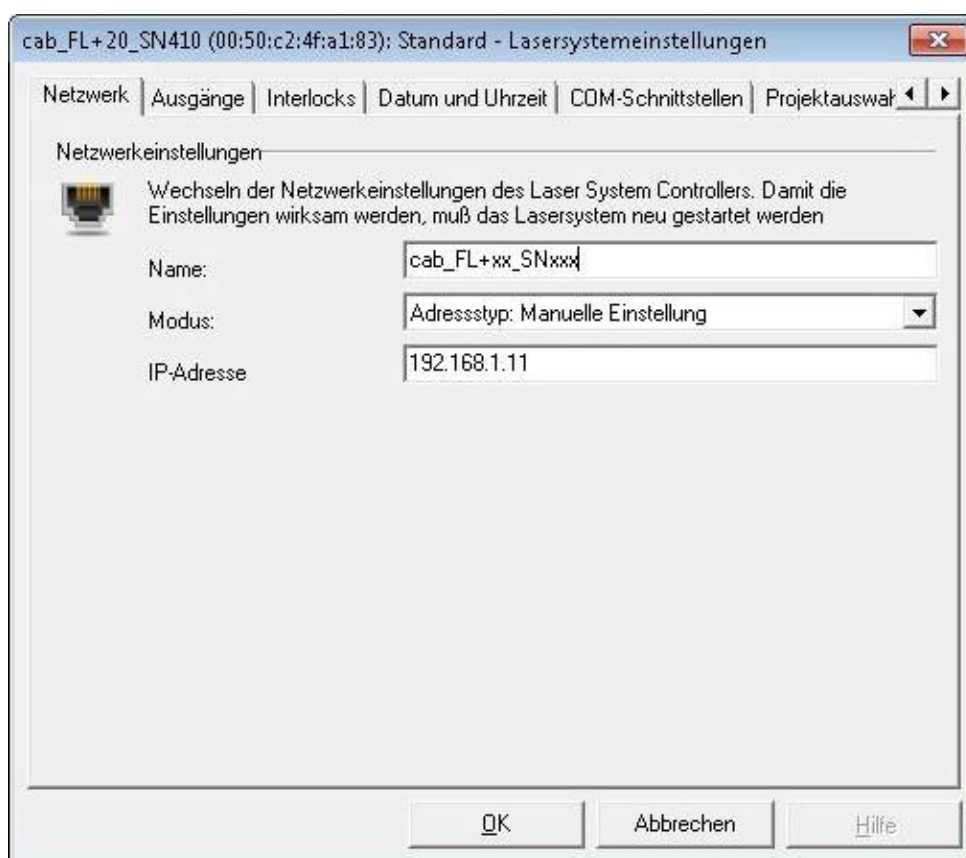 cab_FL+20_SN410 (00:50:c2:4f:a1:83): Standard - Lasersystemeinstellungen
Netzwerk Ausgänge Interlocks Datum und Uhrzeit COM-Schnittstellen
Netzwerkeinstellungen
Wechseln der Netzwerkeinstellungen des Laser System Controllers. Damit die
Einstellungen wirksam werden, muß das Lasersystem neu gestartet werden
Name: cab_FL+xx_SNxxx
Modus: Adressstyp: Manuelle Einstellung
IP-Adresse 192.168.1.11
OK Abbrechen Hilfe